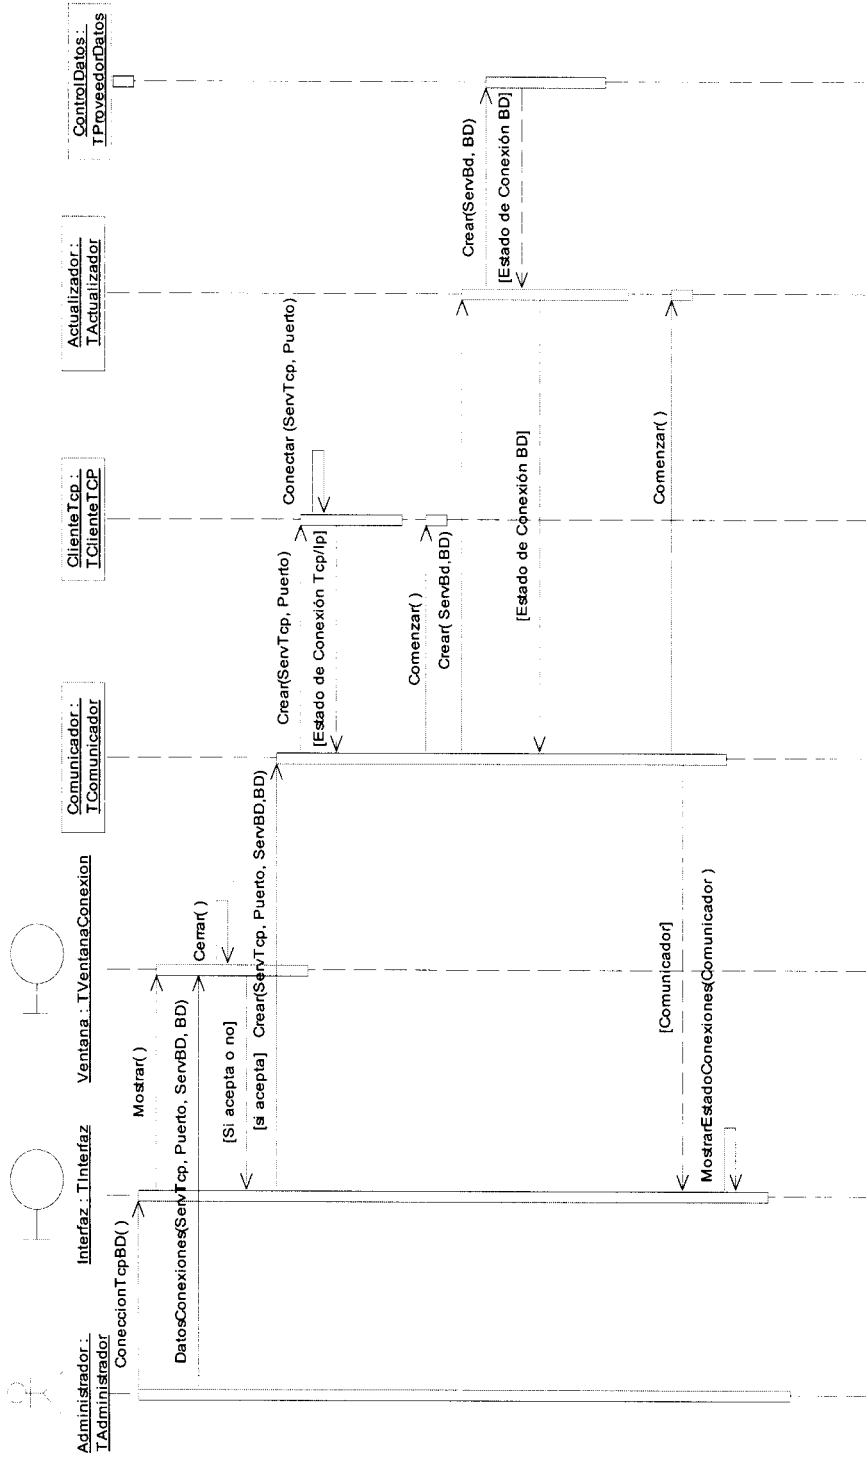 Administrador :
TAdministrador
Interfaz : TInterfaz
Ventana : TVentanaConexion
Comunicador :
TComunicador
ClienteTcp :
TClienteTCP
Actualizador :
TActualizador
ControlDatos :
TProveedorDatos
ConeccionTcpBD( )
Mostrar( )
DatosConexiones(ServTcp, Puerto, ServBD, BD)
Cerrar( )
[Si acepta o no]
[si acepta] Crear(ServTcp, Puerto, ServBD,BD)
Crear(ServTcp, Puerto)
Conectar (ServTcp, Puerto)
[Estado de Conexión Tcp/Ip]
Comenzar( )
Crear( ServBd,BD)
Crear(ServBd, BD)
[Estado de Conexión BD]
[Estado de Conexión BD]
Comenzar( )
[Comunicador]
MostrarEstadoConexiones(Comunicador )